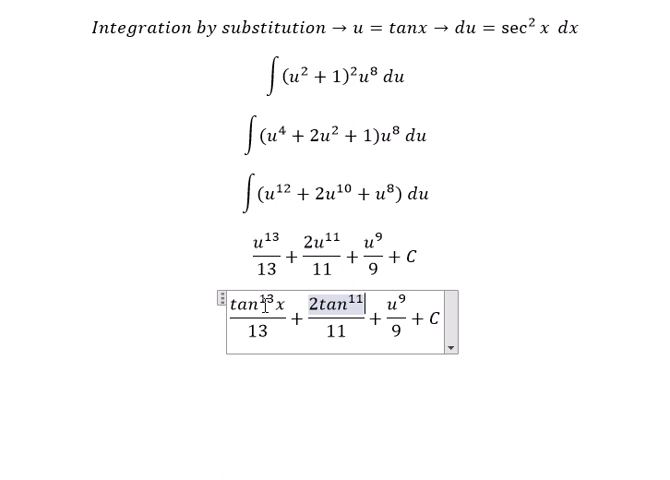 Integration by substitution → u = tanx → du = sec² x dx
∫(u² + 1)²u⁸ du
∫(u⁴ + 2u² + 1)u⁸ du
∫(u¹² + 2u¹⁰ + u⁸) du
u¹³/13 + 2u¹¹/11 + u⁹/9 + C
tan¹³x/13 + 2tan¹¹/11 + u⁹/9 + C